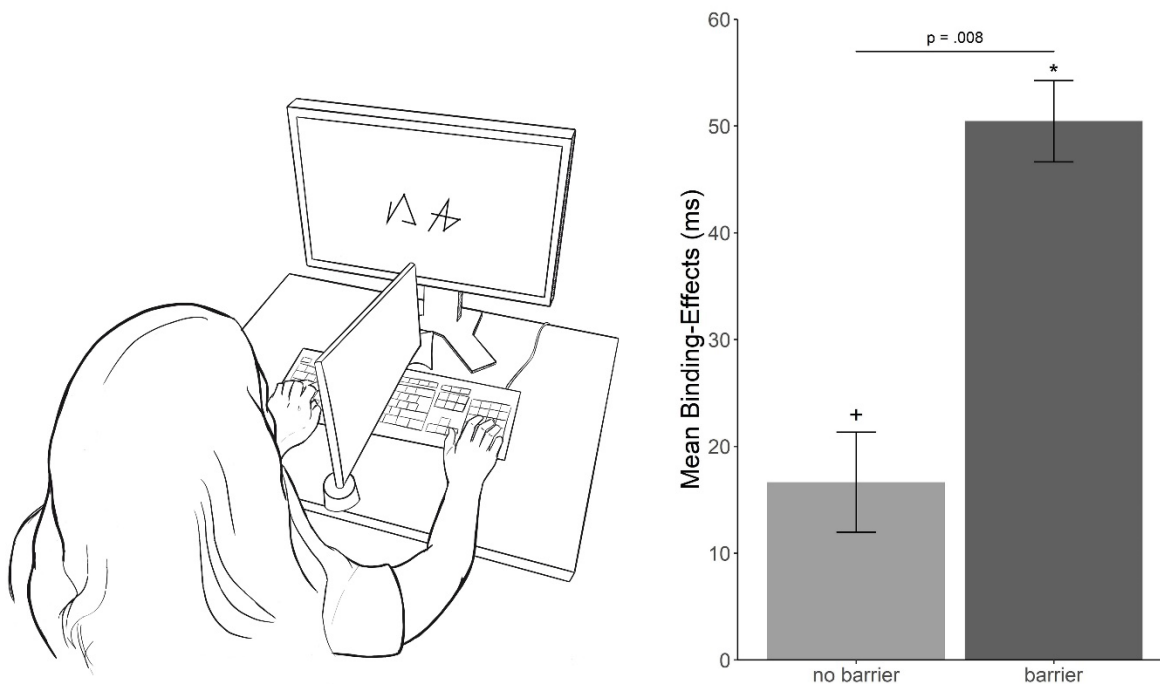 60
p = .008
*
50
40
30
+
20
10
0
Mean Binding-Effects (ms)
no barrier
barrier